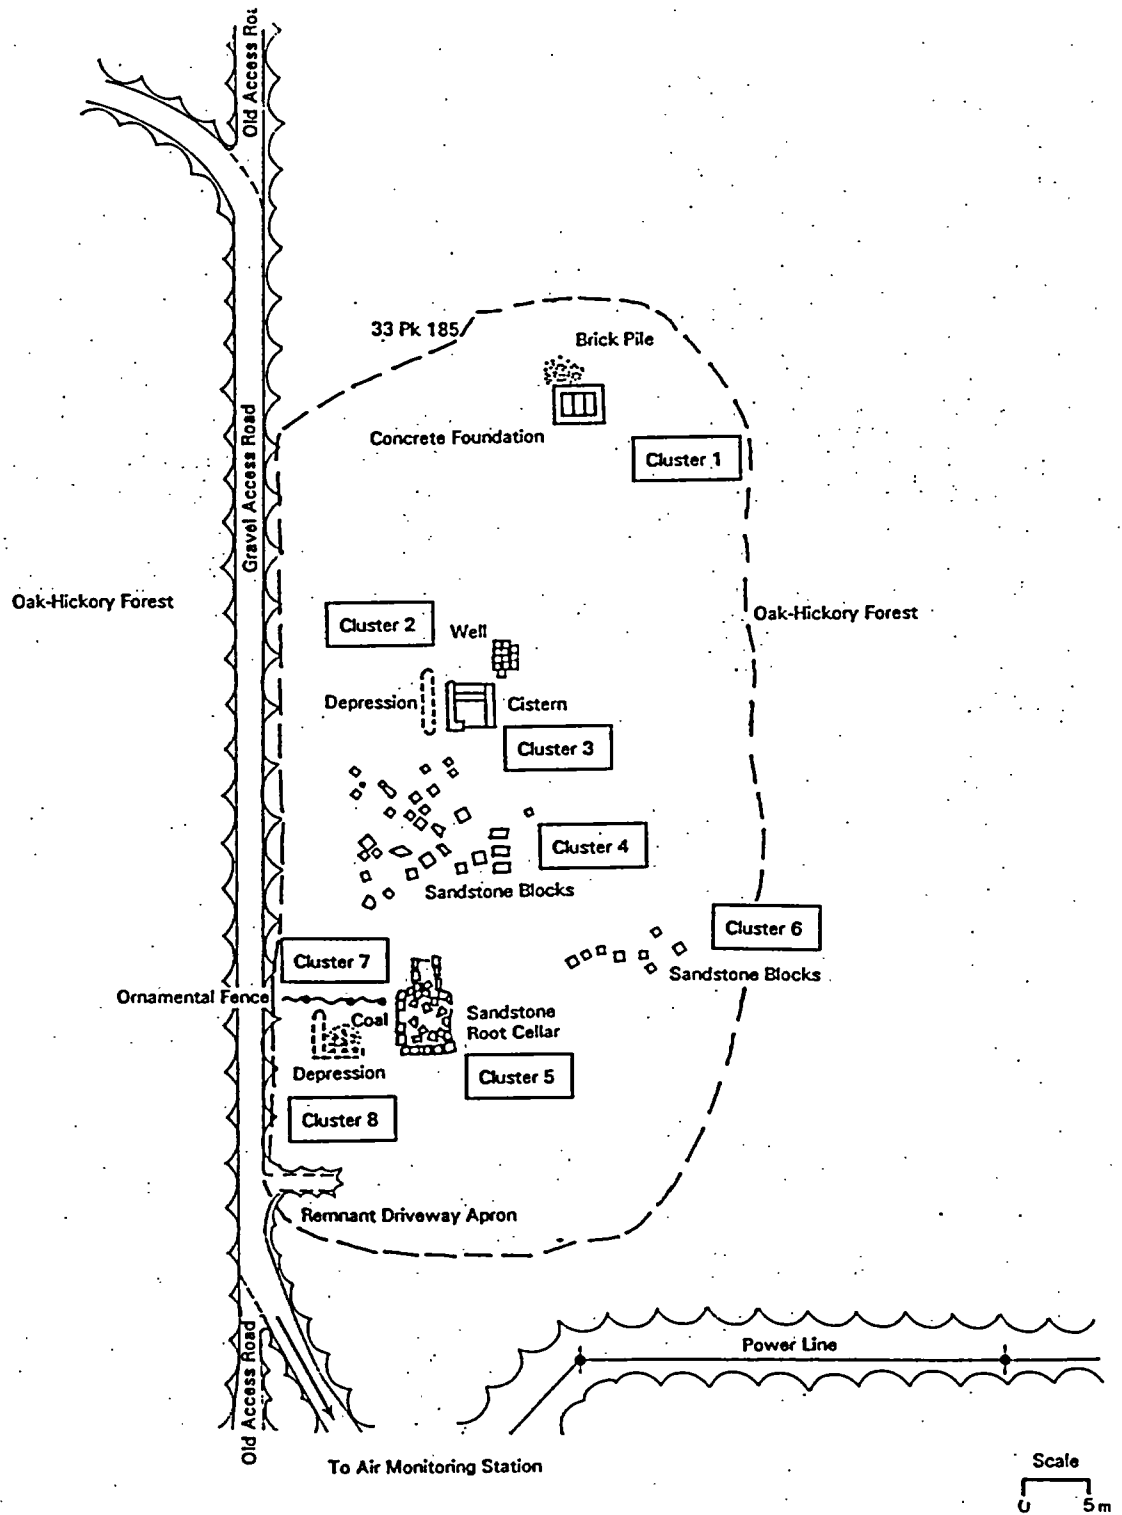 Old Access Roa
33 Pk 185
Brick Pile
Concrete Foundation
Cluster 1
Gravel Access Road
Oak-Hickory Forest
Oak-Hickory Forest
Cluster 2
Well
Depression
Cistern
Cluster 3
Cluster 4
Sandstone Blocks
Cluster 6
Sandstone Blocks
Cluster 7
Ornamental Fence
Coal
Sandstone
Root Cellar
Depression
Cluster 5
Cluster 8
Remnant Driveway Apron
Power Line
Old Access Road
To Air Monitoring Station
Scale
0 5 m